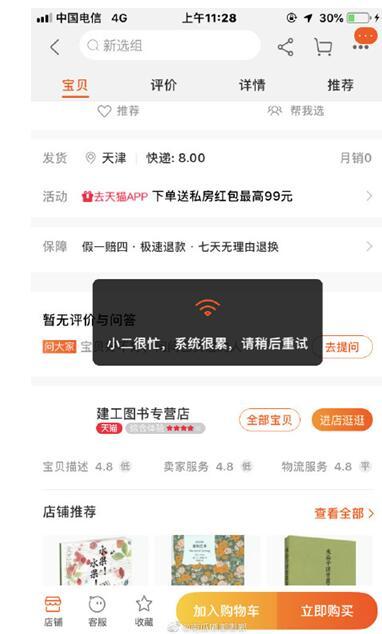 中国电信 4G 上午11:28 30%
新选组
宝贝 评价 详情 推荐
推荐 帮我选
发货 天津 快递: 8.00 月销0
活动 去天猫APP 下单送私房红包最高99元
保障 假一赔四 · 极速退款 · 七天无理由退换
小二很忙，系统很累，请稍后重试
暂无评价与问答
问大家 宝贝 去提问
建工图书专营店
天猫 综合体验
全部宝贝 进店逛逛
宝贝描述 4.8 低 卖家服务 4.8 低 物流服务 4.8 平
店铺推荐 查看全部
水果！
水果！
店铺 客服 收藏 加入购物车 立即购买